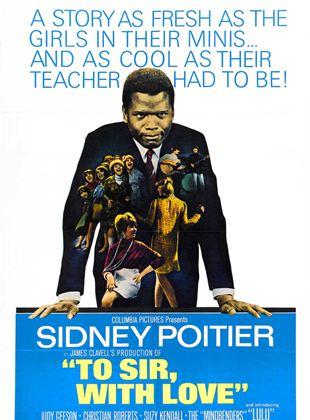 A STORY AS FRESH AS THE
GIRLS IN THEIR MINIS...
AND AS COOL AS THEIR
TEACHER HAD TO BE!
COLUMBIA PICTURES Presents
SIDNEY POITIER
in JAMES CLAVELL'S PRODUCTION OF
"TO SIR,
WITH LOVE"
and introducing
JUDY GEESON • CHRISTIAN ROBERTS • SUZY KENDALL • THE "MINDBENDERS" "LULU"